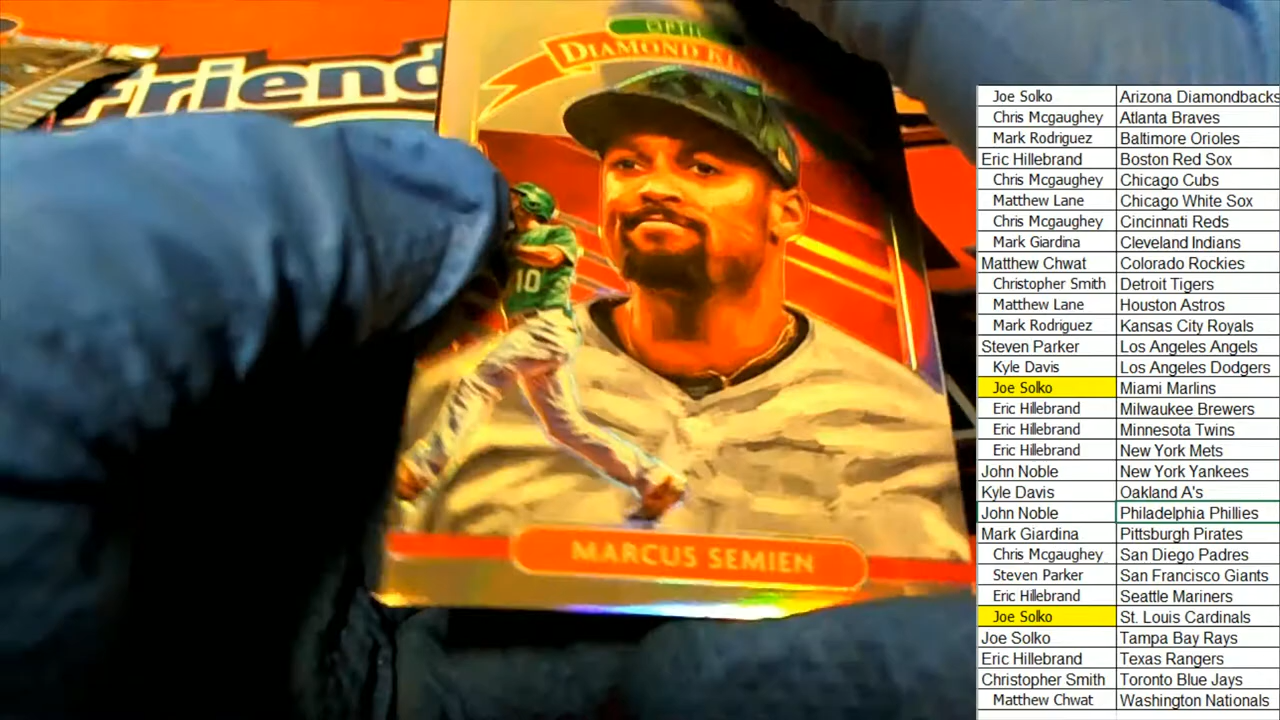 Friend
OPTIC
DIAMOND KI
10
MARCUS SEMIEN
Joe Solko Arizona Diamondbacks
Chris Mcgaughey Atlanta Braves
Mark Rodriguez Baltimore Orioles
Eric Hillebrand Boston Red Sox
Chris Mcgaughey Chicago Cubs
Matthew Lane Chicago White Sox
Chris Mcgaughey Cincinnati Reds
Mark Giardina Cleveland Indians
Matthew Chwat Colorado Rockies
Christopher Smith Detroit Tigers
Matthew Lane Houston Astros
Mark Rodriguez Kansas City Royals
Steven Parker Los Angeles Angels
Kyle Davis Los Angeles Dodgers
Joe Solko Miami Marlins
Eric Hillebrand Milwaukee Brewers
Eric Hillebrand Minnesota Twins
Eric Hillebrand New York Mets
John Noble New York Yankees
Kyle Davis Oakland A's
John Noble Philadelphia Phillies
Mark Giardina Pittsburgh Pirates
Chris Mcgaughey San Diego Padres
Steven Parker San Francisco Giants
Eric Hillebrand Seattle Mariners
Joe Solko St. Louis Cardinals
Joe Solko Tampa Bay Rays
Eric Hillebrand Texas Rangers
Christopher Smith Toronto Blue Jays
Matthew Chwat Washington Nationals